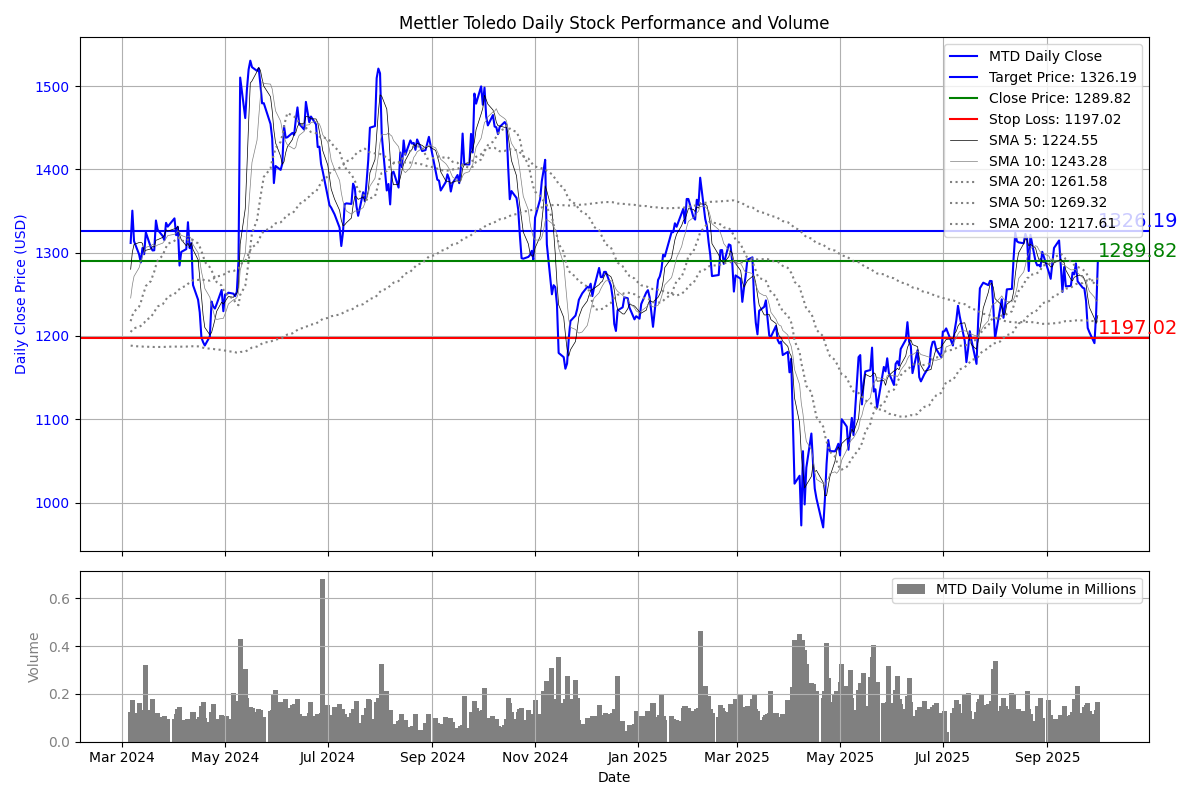 Mettler Toledo Daily Stock Performance and Volume
Daily Close Price (USD)
1500
1400
1300
1200
1100
1000
MTD Daily Close
Target Price: 1326.19
Close Price: 1289.82
Stop Loss: 1197.02
SMA 5: 1224.55
SMA 10: 1243.28
SMA 20: 1261.58
SMA 50: 1269.32
SMA 200: 1217.61
1326.19
1289.82
1197.02
Volume
0.6
0.4
0.2
0.0
MTD Daily Volume in Millions
Mar 2024 May 2024 Jul 2024 Sep 2024 Nov 2024 Jan 2025 Mar 2025 May 2025 Jul 2025 Sep 2025
Date